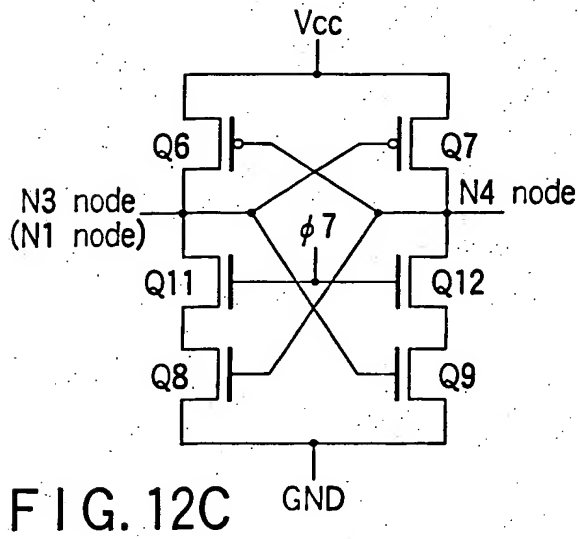 Vcc
Q6
Q7
N3 node
(N1 node)
N4 node
φ7
Q11
Q12
Q8
Q9
GND
FIG. 12C